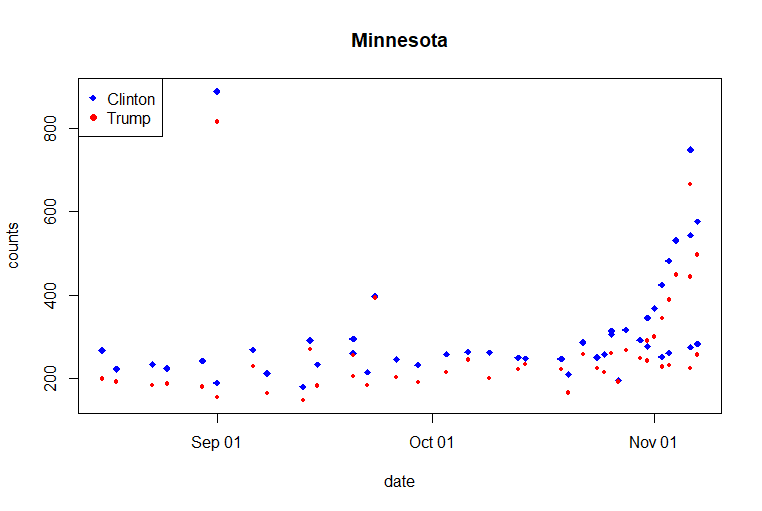 Minnesota
Clinton
Trump
counts
800
600
400
200
Sep 01
Oct 01
Nov 01
date